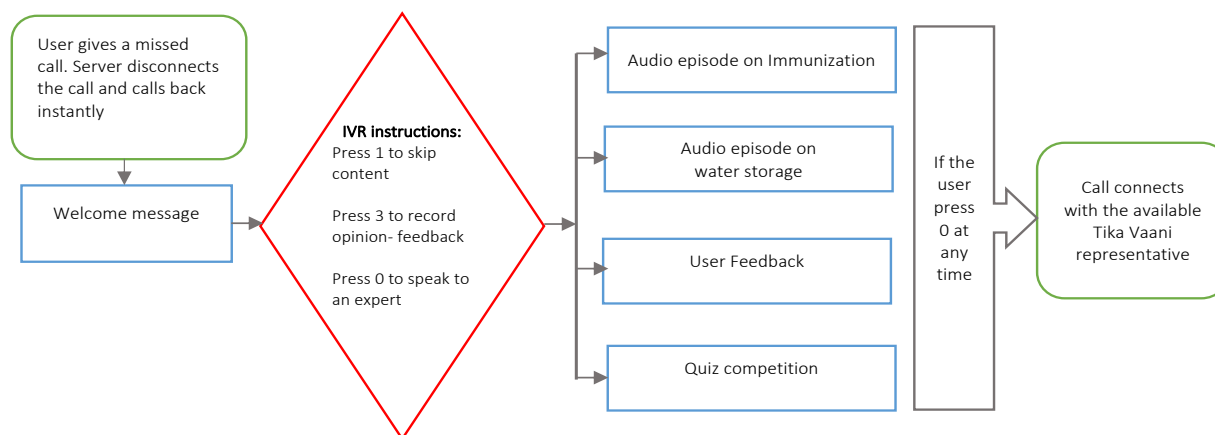 User gives a missed
call. Server disconnects
the call and calls back
instantly
Welcome message
IVR instructions:
Press 1 to skip
content
Press 3 to record
opinion- feedback
Press 0 to speak to
an expert
Audio episode on Immunization
Audio episode on
water storage
User Feedback
Quiz competition
If the
user
press
0 at
any
time
Call connects
with the available
Tika Vaani
representative